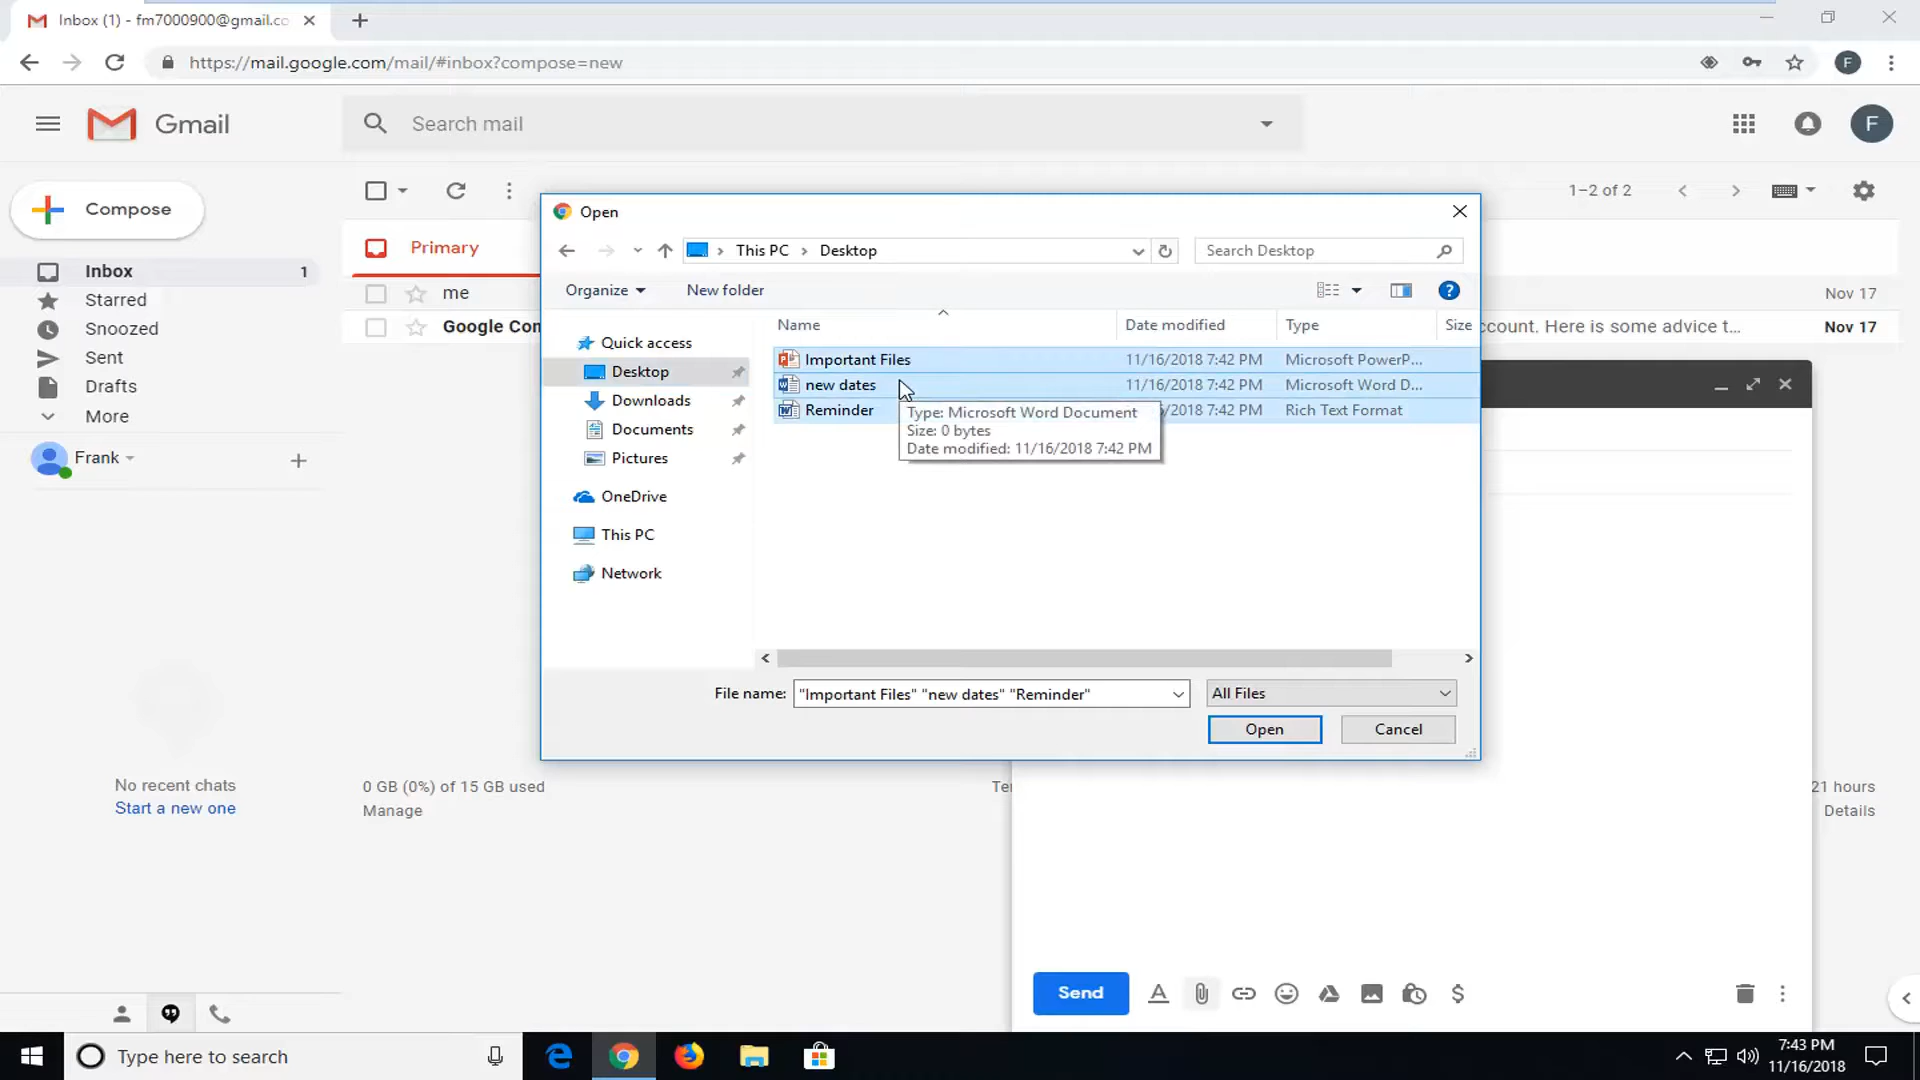 Inbox (1) - fm7000900@gmail.co
https://mail.google.com/mail/#inbox?compose=new
F
Gmail
Search mail
F
Compose
1–2 of 2
Primary
Inbox 1
Starred
Snoozed
Sent
Drafts
More
Frank
me
Nov 17
Google Con
ccount. Here is some advice t...
Nov 17
Open
This PC
Desktop
Search Desktop
Organize
New folder
Name
Date modified
Type
Size
Quick access
Desktop
Downloads
Documents
Pictures
OneDrive
This PC
Network
Important Files 11/16/2018 7:42 PM Microsoft PowerP...
new dates 11/16/2018 7:42 PM Microsoft Word D...
Reminder 5/2018 7:42 PM Rich Text Format
Type: Microsoft Word Document
Size: 0 bytes
Date modified: 11/16/2018 7:42 PM
File name: "Important Files" "new dates" "Reminder"
All Files
Open
Cancel
No recent chats
Start a new one
0 GB (0%) of 15 GB used
Manage
Ter
21 hours
Details
Send
Type here to search
7:43 PM
11/16/2018